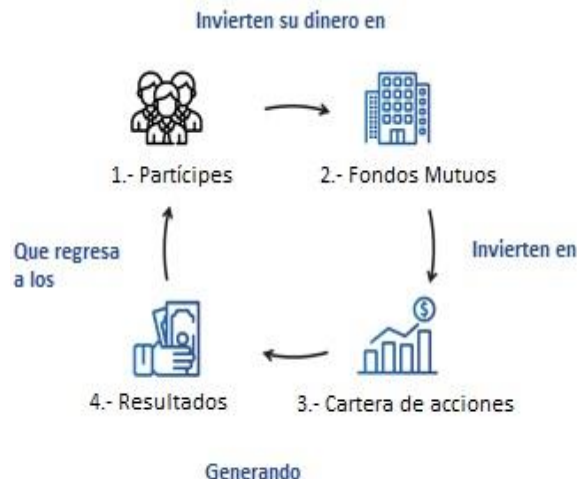 Invierten su dinero en
1.- Partícipes
2.- Fondos Mutuos
Que regresa
a los
Invierten en
$
4.- Resultados
3.- Cartera de acciones
Generando